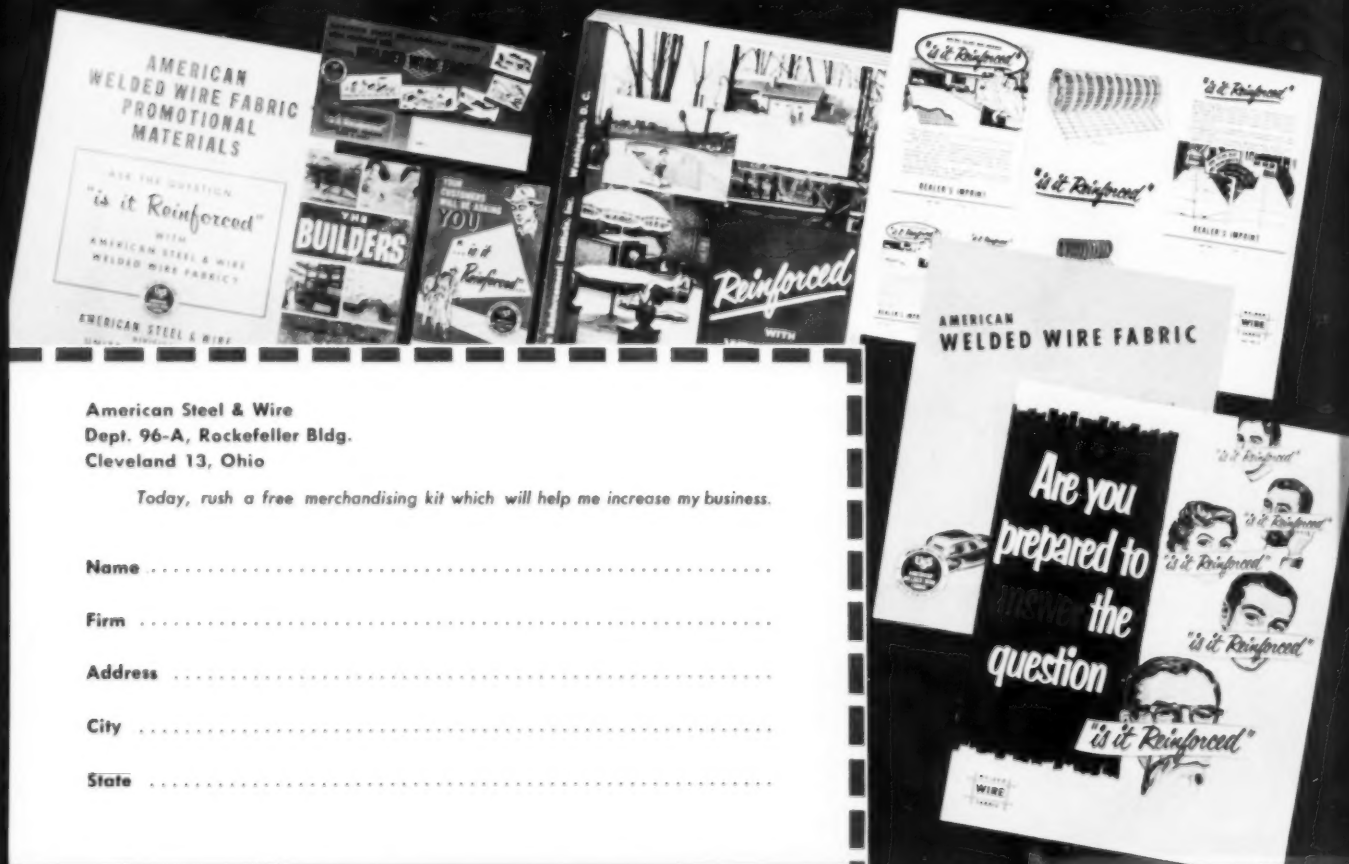 AMERICAN
WELDED WIRE FABRIC
PROMOTIONAL
MATERIALS
ASK THE QUESTION
"is it Reinforced"
WITH
AMERICAN STEEL & WIRE
WELDED WIRE FABRIC?
USS
AMERICAN STEEL & WIRE
WIRE FABRIC
THE
BUILDERS
YOUR
CUSTOMERS
WILL BE ASKING
YOU
"...is it
Reinforced"
Washington, D. C.
Reinforced
WITH
"is it Reinforced"
"is it Reinforced"
DEALER'S IMPRINT
"is it Reinforced"
DEALER'S IMPRINT
WIRE
AMERICAN
WELDED WIRE FABRIC
USS
Are you
prepared to
answer the
question
"is it Reinforced"
"is it Reinforced"
"is it Reinforced"
"is it Reinforced"
"is it Reinforced"
WIRE
American Steel & Wire
Dept. 96-A, Rockefeller Bldg.
Cleveland 13, Ohio
Today, rush a free merchandising kit which will help me increase my business.
Name
Firm
Address
City
State